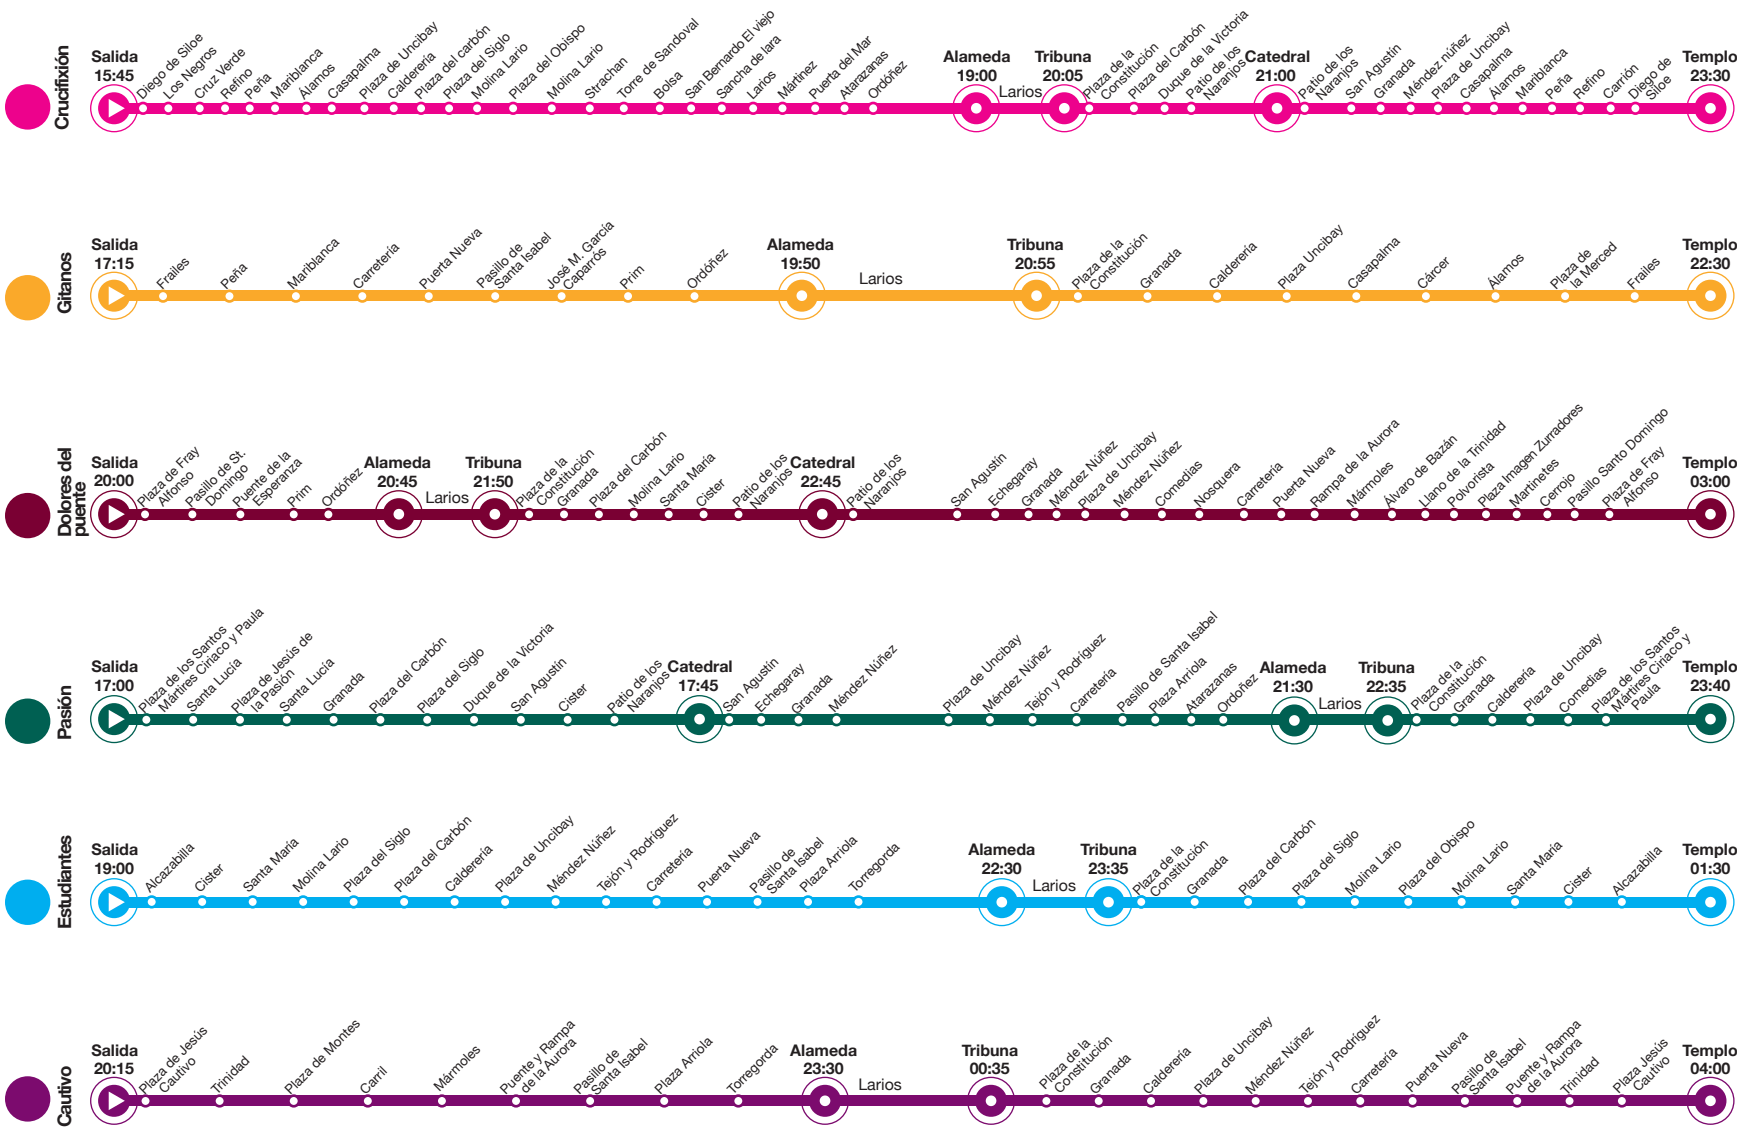 Crucifixión
Salida
15:45
Diego de Siloe
Los Negros
Cruz Verde
Refino
Peña
Mariblanca
Álamos
Casapalma
Plaza de Uncibay
Calderería
Plaza del carbón
Plaza del Siglo
Molina Lario
Plaza del Obispo
Molina Lario
Strachan
Torre de Sandoval
Bolsa
San Bernardo El viejo
Sancha de lara
Larios
Mártinez
Puerta del Mar
Atarazanas
Ordóñez
Alameda
19:00
Larios
Tribuna
20:05
Plaza de la
Constitución
Plaza del Carbón
Duque de la Victoria
Patio de los
Naranjos
Catedral
21:00
Patio de los
Naranjos
San Agustín
Granada
Méndez núñez
Plaza de Uncibay
Casapalma
Álamos
Mariblanca
Peña
Refino
Carrión
Diego de
Siloe
Templo
23:30
Gitanos
Salida
17:15
Frailes
Peña
Mariblanca
Carretería
Puerta Nueva
Pasillo de
Santa Isabel
José M. García
Caparrós
Prim
Ordóñez
Alameda
19:50
Larios
Tribuna
20:55
Plaza de la
Constitución
Granada
Calderería
Plaza Uncibay
Casapalma
Cárcer
Álamos
Plaza de
la Merced
Frailes
Templo
22:30
Dolores del
puente
Salida
20:00
Plaza de Fray
Alfonso
Pasillo de St.
Domingo
Puente de la
Esperanza
Prim
Ordóñez
Alameda
20:45
Larios
Tribuna
21:50
Plaza de la
Constitución
Granada
Plaza del Carbón
Molina Lario
Santa María
Cister
Patio de los
Naranjos
Catedral
22:45
Patio de los
Naranjos
San Agustín
Echegaray
Granada
Méndez Núñez
Plaza de Uncibay
Méndez Núñez
Comedias
Nosquera
Carretería
Puerta Nueva
Rampa de la Aurora
Mármoles
Álvaro de Bazán
Llano de la Trinidad
Polvorista
Plaza Imagen Zurradores
Martinetes
Cerrojo
Pasillo Santo Domingo
Plaza de Fray
Alfonso
Templo
03:00
Pasión
Salida
17:00
Plaza de los Santos
Mártires Ciriaco y Paula
Santa Lucía
Plaza de Jesús de
la Pasión
Santa Lucía
Granada
Plaza del Carbón
Plaza del Siglo
Duque de la Victoria
San Agustín
Cister
Patio de los
Naranjos
Catedral
17:45
San Agustín
Echegaray
Granada
Méndez Núñez
Plaza de Uncibay
Méndez Núñez
Tejón y Rodríguez
Carretería
Pasillo de Santa Isabel
Plaza Arriola
Atarazanas
Ordoñez
Alameda
21:30
Larios
Tribuna
22:35
Plaza de la
Constitución
Granada
Calderería
Plaza de Uncibay
Comedias
Plaza de los Santos
Mártires Ciriaco y
Paula
Templo
23:40
Estudiantes
Salida
19:00
Alcazabilla
Cister
Santa María
Molina Lario
Plaza del Siglo
Plaza del Carbón
Calderería
Plaza de Uncibay
Méndez Núñez
Tejón y Rodríguez
Carretería
Puerta Nueva
Pasillo de
Santa Isabel
Plaza Arriola
Torregorda
Alameda
22:30
Larios
Tribuna
23:35
Plaza de la
Constitución
Granada
Plaza del Carbón
Plaza del Siglo
Molina Lario
Plaza del Obispo
Molina Lario
Santa María
Cister
Alcazabilla
Templo
01:30
Cautivo
Salida
20:15
Plaza de Jesús
Cautivo
Trinidad
Plaza de Montes
Carril
Mármoles
Puente y Rampa
de la Aurora
Pasillo de
Santa Isabel
Plaza Arriola
Torregorda
Alameda
23:30
Larios
Tribuna
00:35
Plaza de la
Constitución
Granada
Calderería
Plaza de Uncibay
Méndez Núñez
Tejón y Rodríguez
Carretería
Puerta Nueva
Pasillo de
Santa Isabel
Puente y Rampa
de la Aurora
Trinidad
Plaza Jesús
Cautivo
Templo
04:00